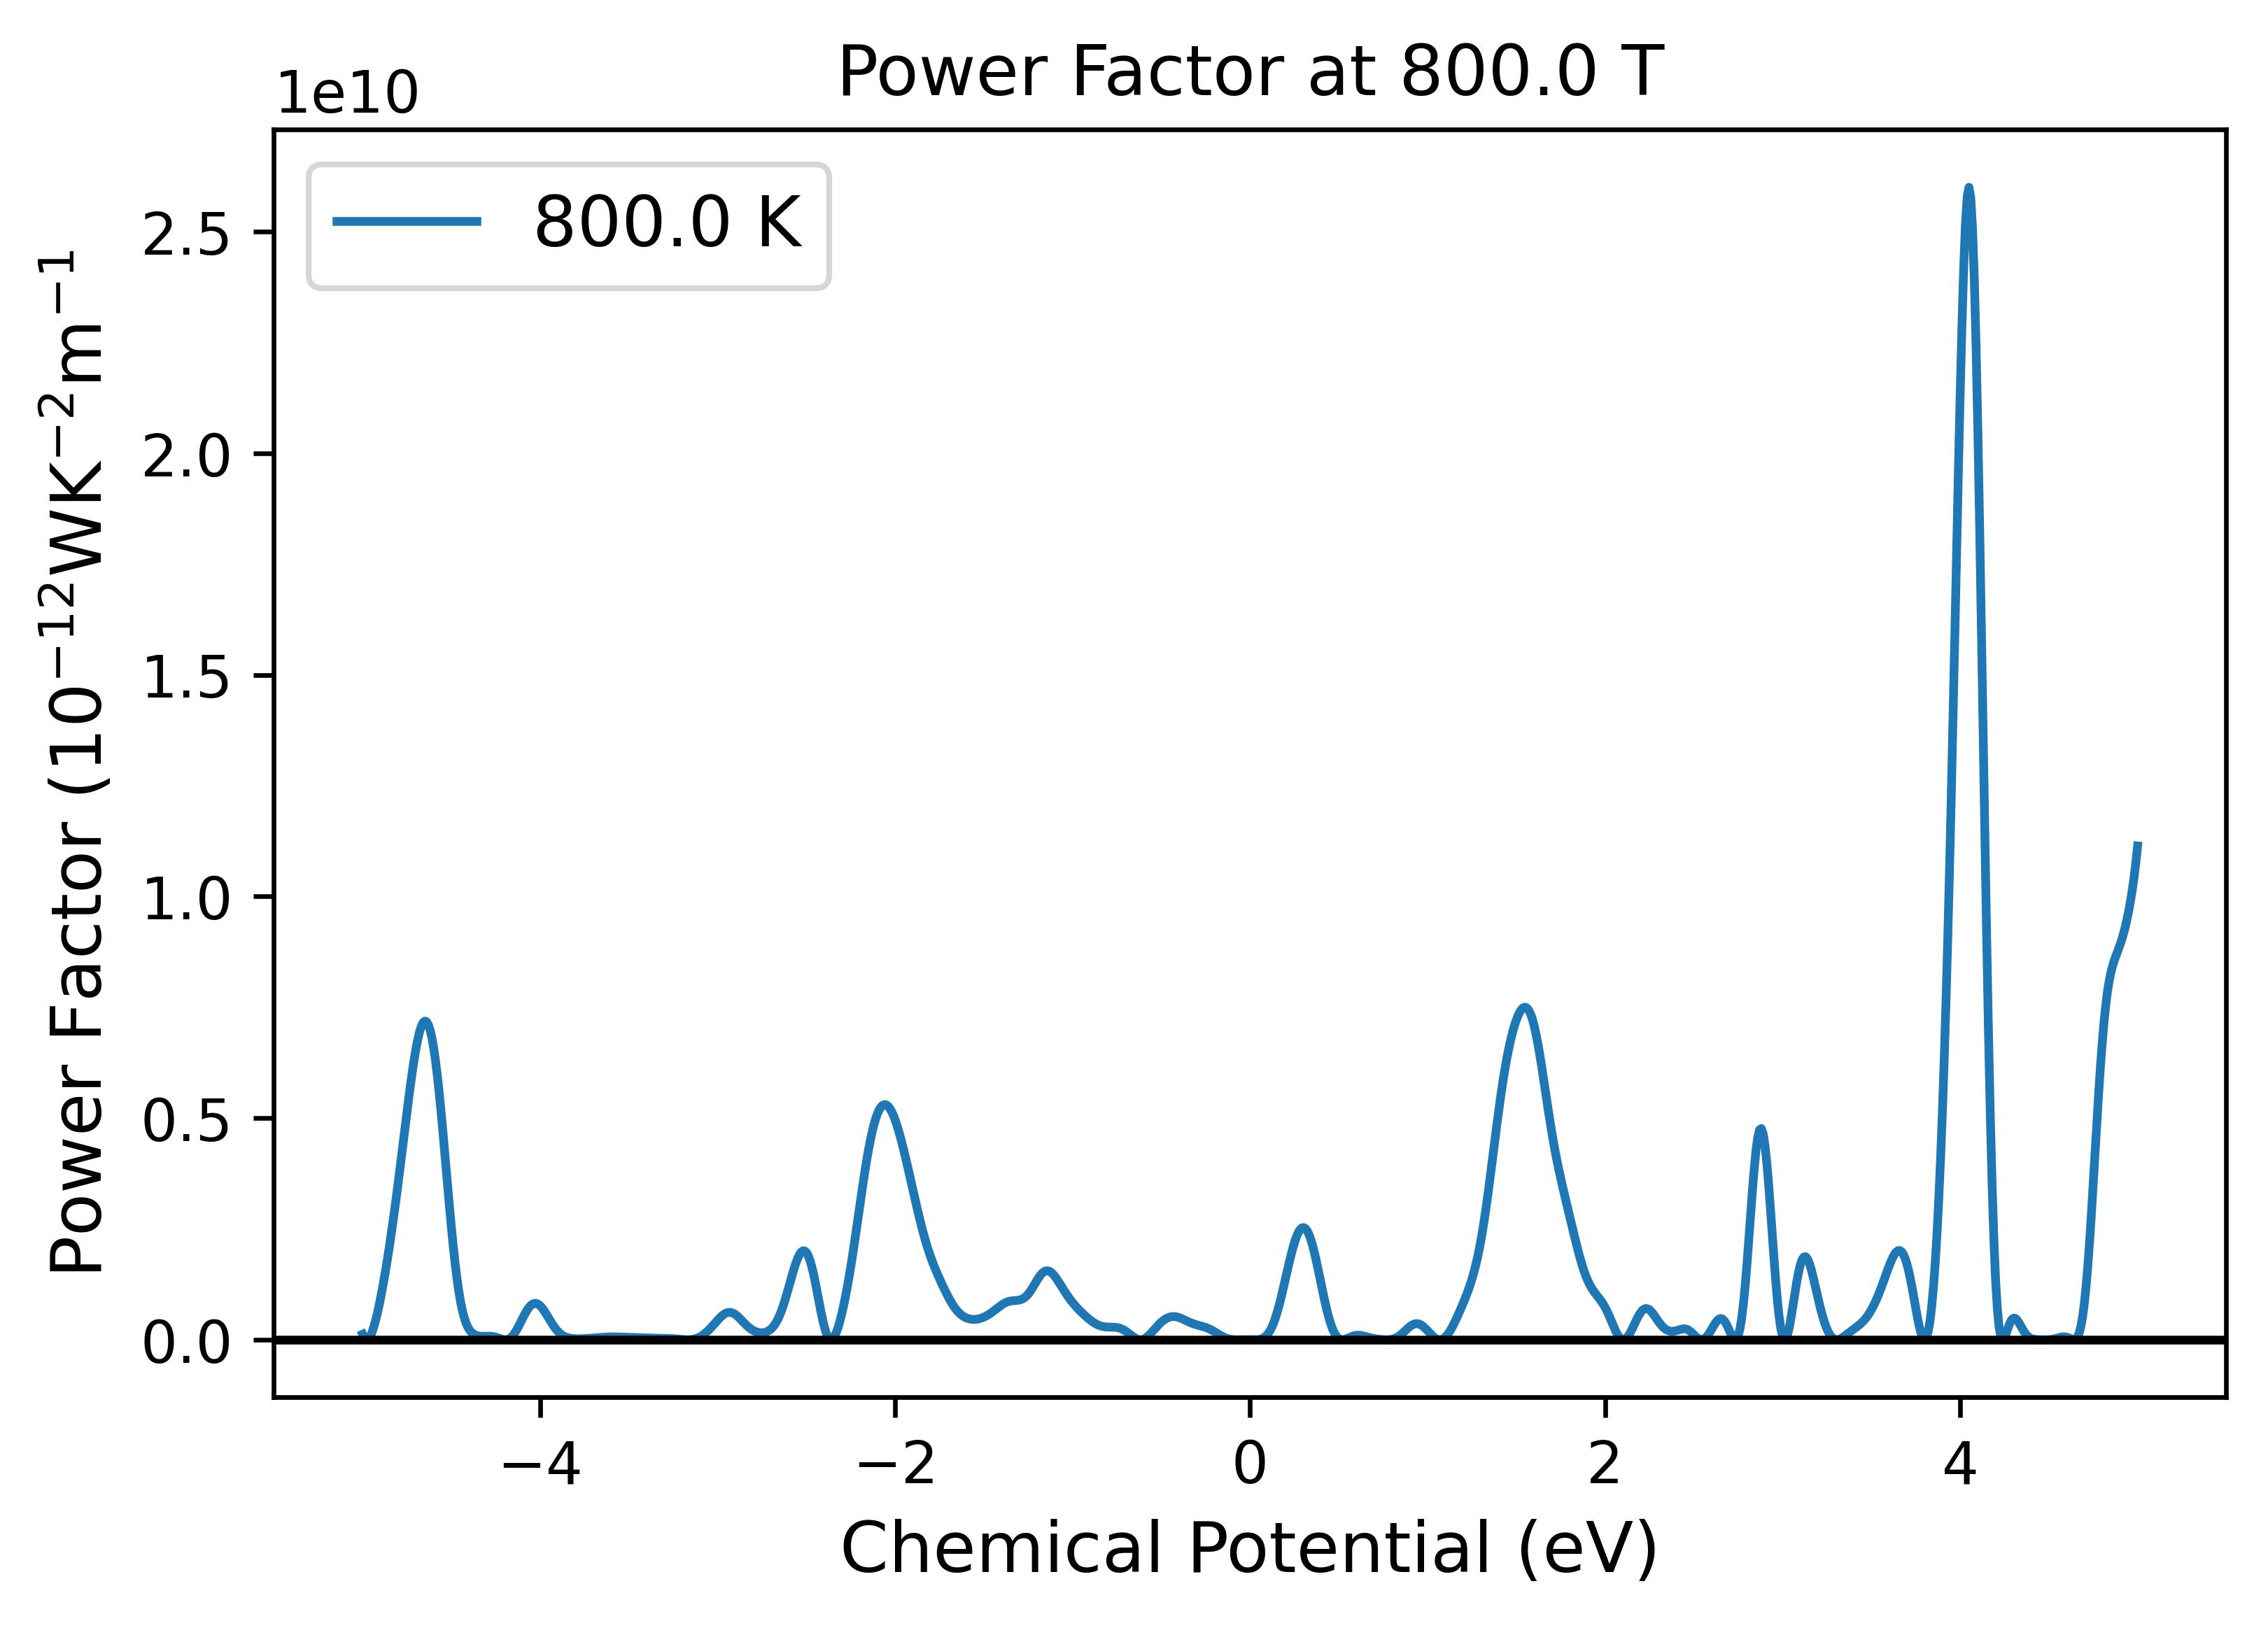 Power Factor at 800.0 T
1e10
800.0 K
Power Factor (10⁻¹²WK⁻²m⁻¹
2.5
2.0
1.5
1.0
0.5
0.0
−4 −2 0 2 4
Chemical Potential (eV)